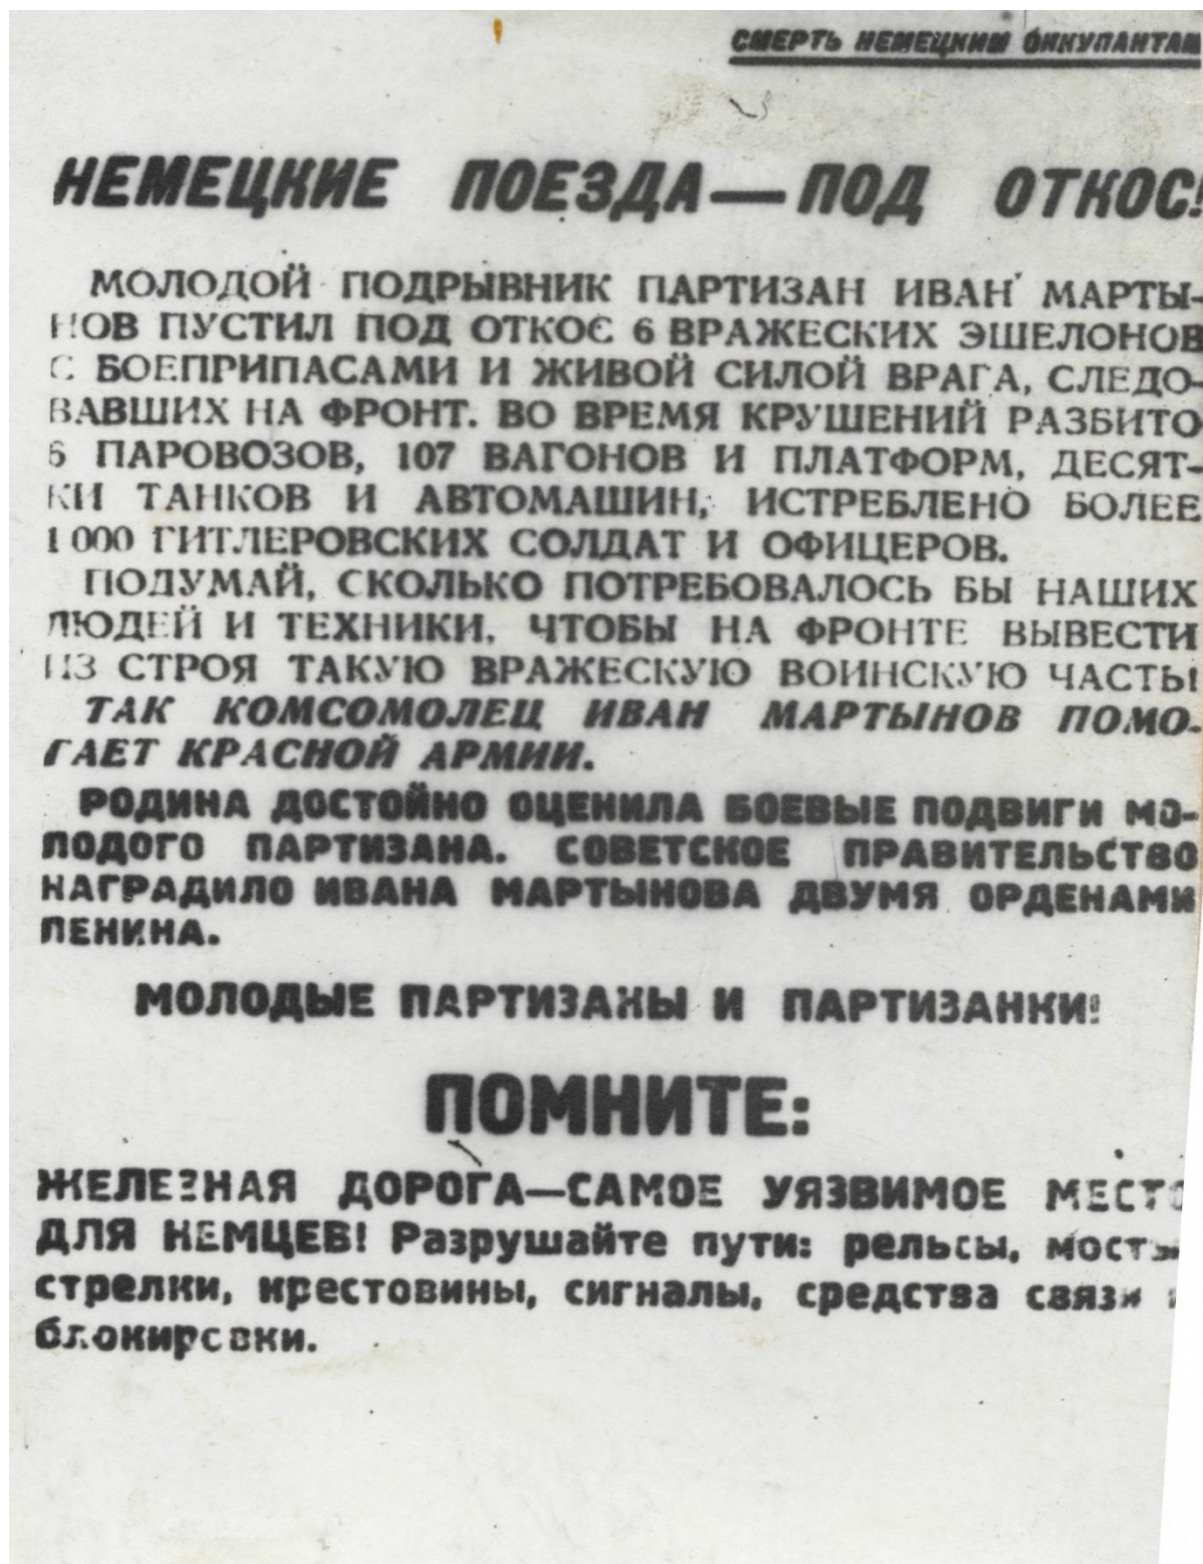 СМЕРТЬ НЕМЕЦКИМ ОККУПАНТАМ
НЕМЕЦКИЕ ПОЕЗДА—ПОД ОТКОС!
МОЛОДОЙ ПОДРЫВНИК ПАРТИЗАН ИВАН МАРТЫ-
НОВ ПУСТИЛ ПОД ОТКОС 6 ВРАЖЕСКИХ ЭШЕЛОНОВ
С БОЕПРИПАСАМИ И ЖИВОЙ СИЛОЙ ВРАГА, СЛЕДО-
ВАВШИХ НА ФРОНТ. ВО ВРЕМЯ КРУШЕНИЙ РАЗБИТО
6 ПАРОВОЗОВ, 107 ВАГОНОВ И ПЛАТФОРМ, ДЕСЯТ-
КИ ТАНКОВ И АВТОМАШИН, ИСТРЕБЛЕНО БОЛЕЕ
1 000 ГИТЛЕРОВСКИХ СОЛДАТ И ОФИЦЕРОВ.
ПОДУМАЙ, СКОЛЬКО ПОТРЕБОВАЛОСЬ БЫ НАШИХ
ЛЮДЕЙ И ТЕХНИКИ, ЧТОБЫ НА ФРОНТЕ ВЫВЕСТИ
ИЗ СТРОЯ ТАКУЮ ВРАЖЕСКУЮ ВОИНСКУЮ ЧАСТЬ!
ТАК КОМСОМОЛЕЦ ИВАН МАРТЫНОВ ПОМО-
ГАЕТ КРАСНОЙ АРМИИ.
РОДИНА ДОСТОЙНО ОЦЕНИЛА БОЕВЫЕ ПОДВИГИ МО-
ЛОДОГО ПАРТИЗАНА. СОВЕТСКОЕ ПРАВИТЕЛЬСТВО
НАГРАДИЛО ИВАНА МАРТЫНОВА ДВУМЯ ОРДЕНАМИ
ЛЕНИНА.
МОЛОДЫЕ ПАРТИЗАНЫ И ПАРТИЗАНКИ!
ПОМНИТЕ:
ЖЕЛЕЗНАЯ ДОРОГА—САМОЕ УЯЗВИМОЕ МЕСТО
ДЛЯ НЕМЦЕВ! Разрушайте пути: рельсы, мосты
стрелки, крестовины, сигналы, средства связи и
блокировки.